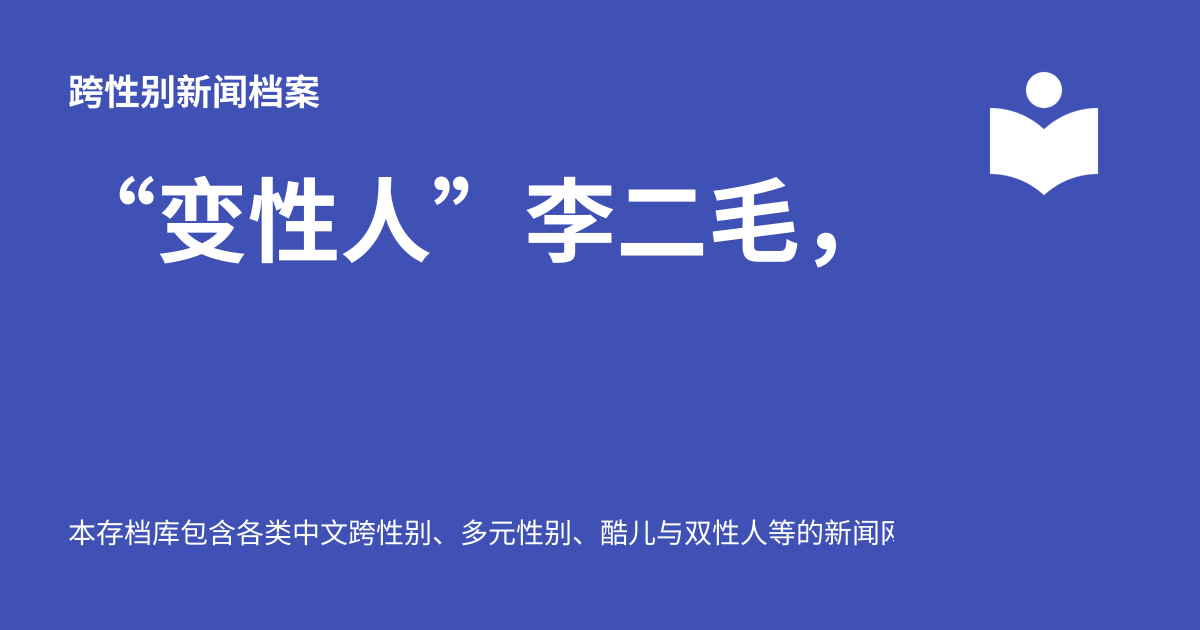 跨性别新闻档案
“变性人”李二毛，
本存档库包含各类中文跨性别、多元性别、酷儿与双性人等的新闻